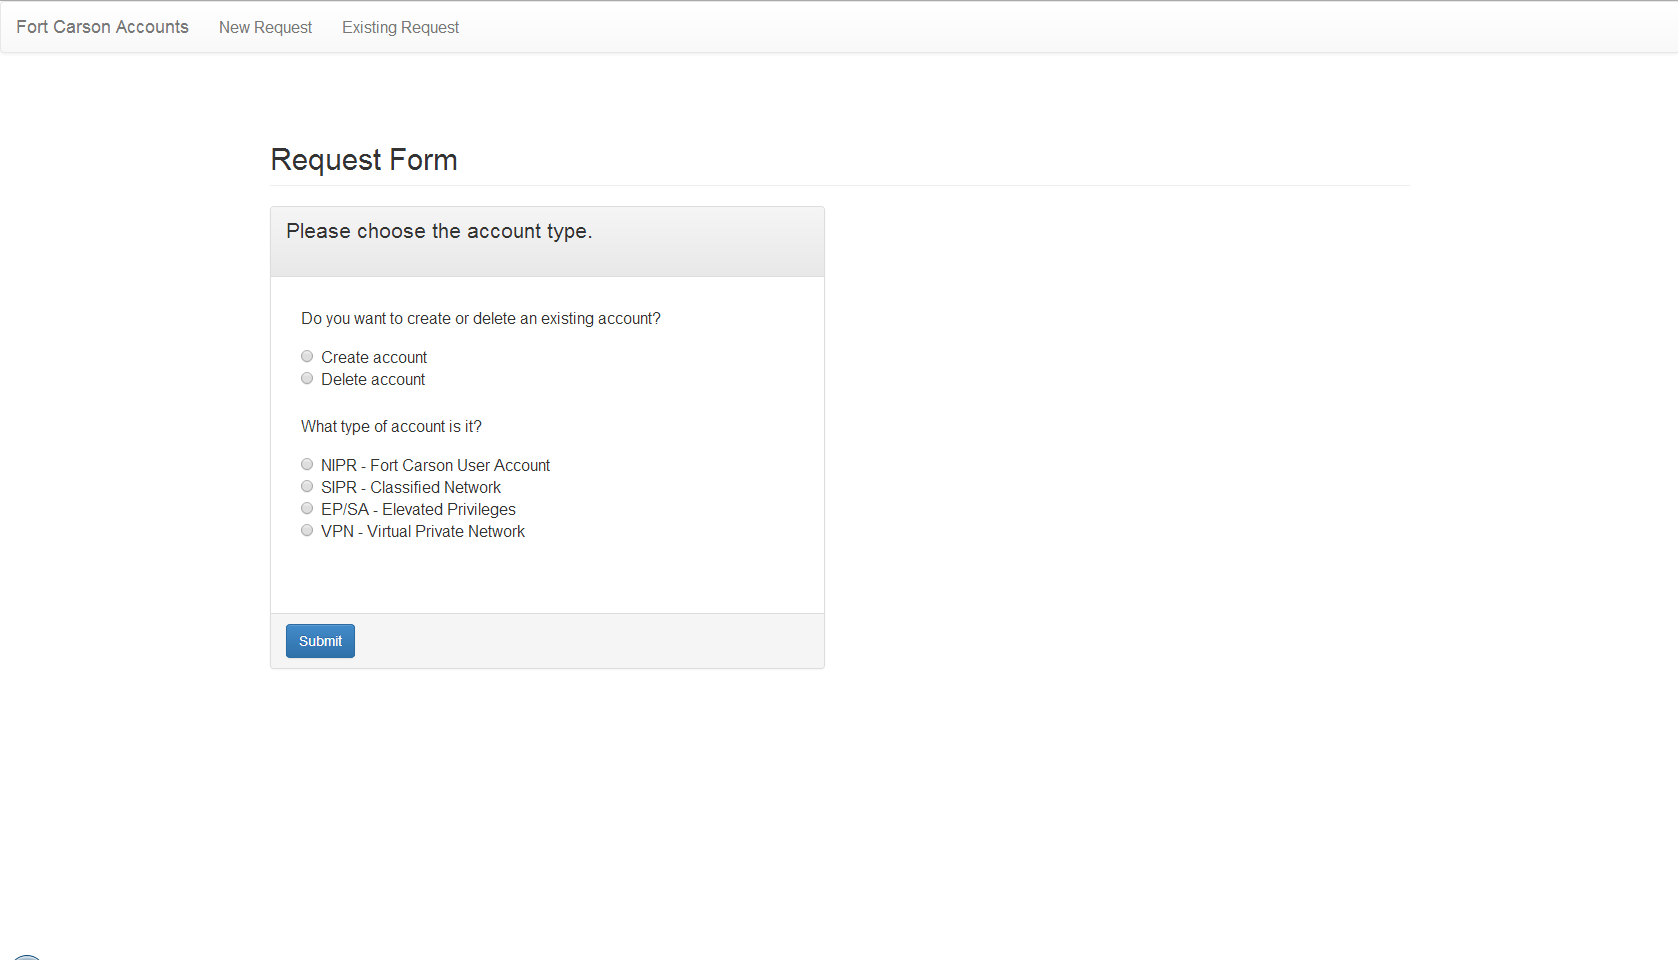 Fort Carson Accounts New Request Existing Request
Request Form
Please choose the account type.
Do you want to create or delete an existing account?
Create account
Delete account
What type of account is it?
NIPR - Fort Carson User Account
SIPR - Classified Network
EP/SA - Elevated Privileges
VPN - Virtual Private Network
Submit